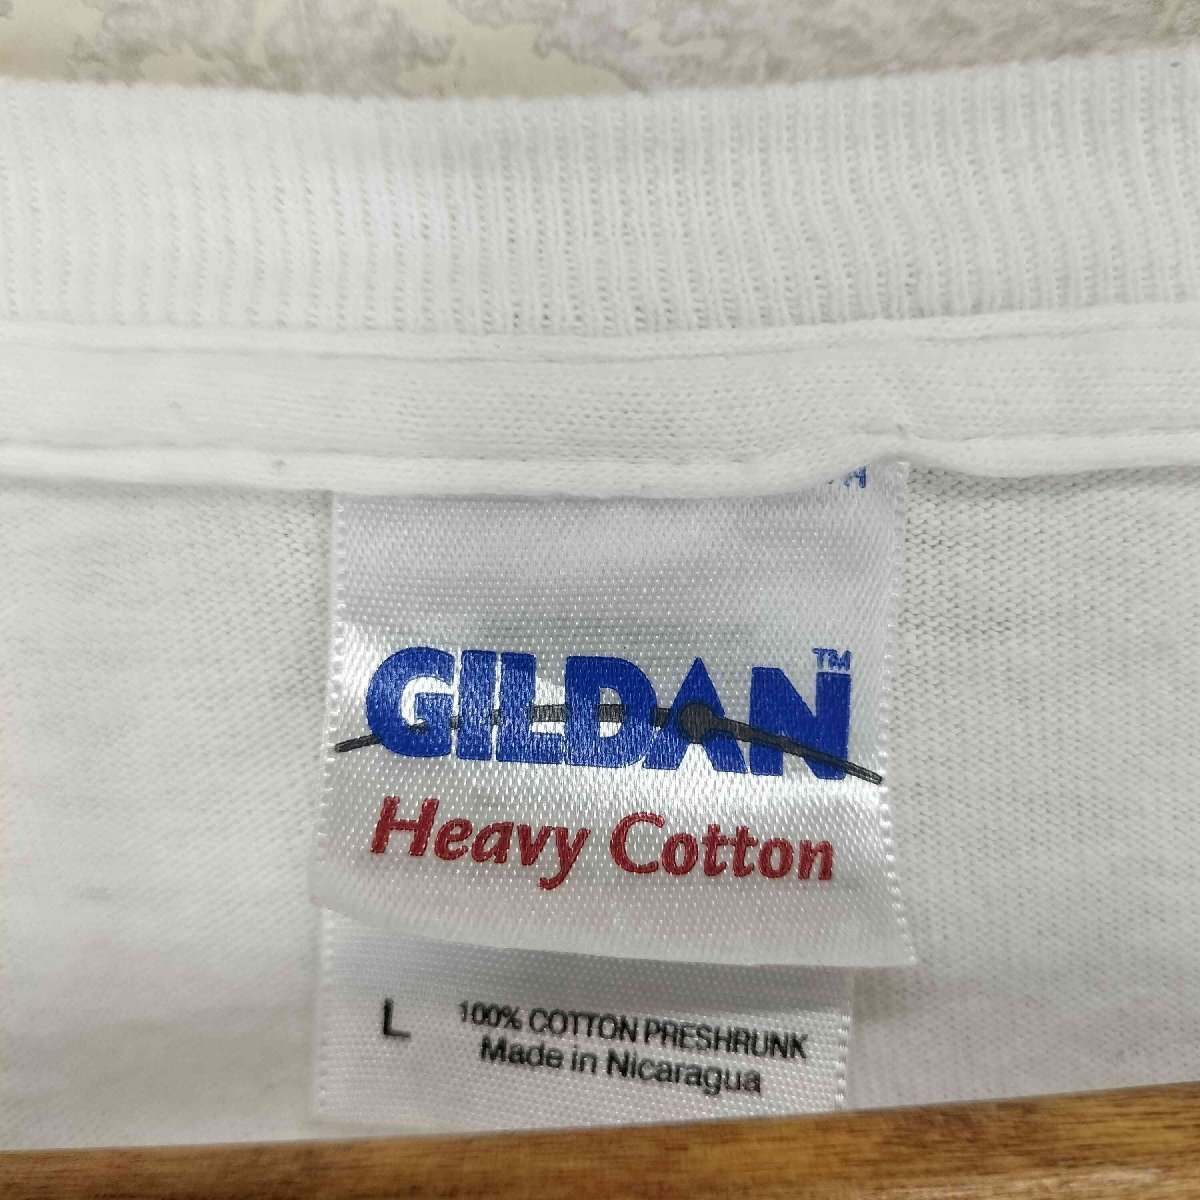 GILDAN™
Heavy Cotton
L
100% COTTON PRESHRUNK
Made in Nicaragua